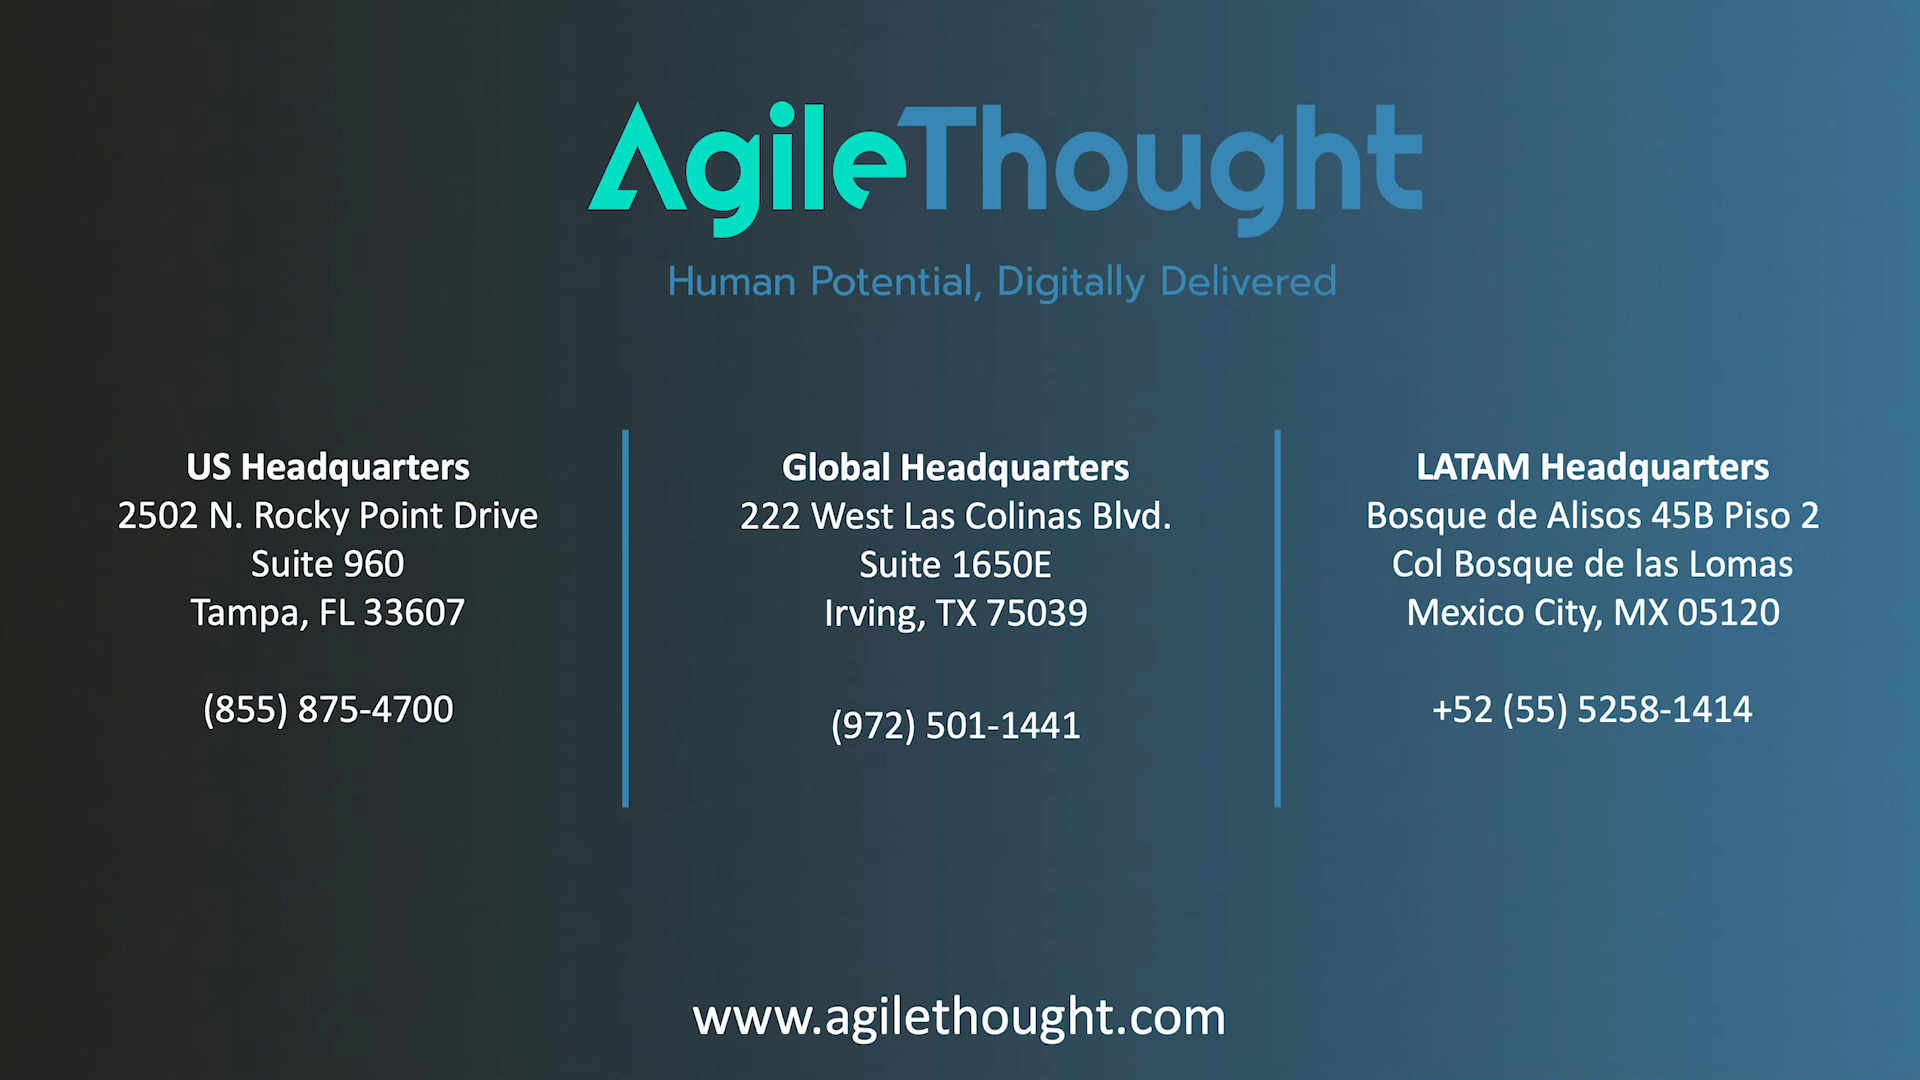 AgileThought
Human Potential, Digitally Delivered
US Headquarters
2502 N. Rocky Point Drive
Suite 960
Tampa, FL 33607
(855) 875-4700
Global Headquarters
222 West Las Colinas Blvd.
Suite 1650E
Irving, TX 75039
(972) 501-1441
LATAM Headquarters
Bosque de Alisos 45B Piso 2
Col Bosque de las Lomas
Mexico City, MX 05120
+52 (55) 5258-1414
www.agilethought.com